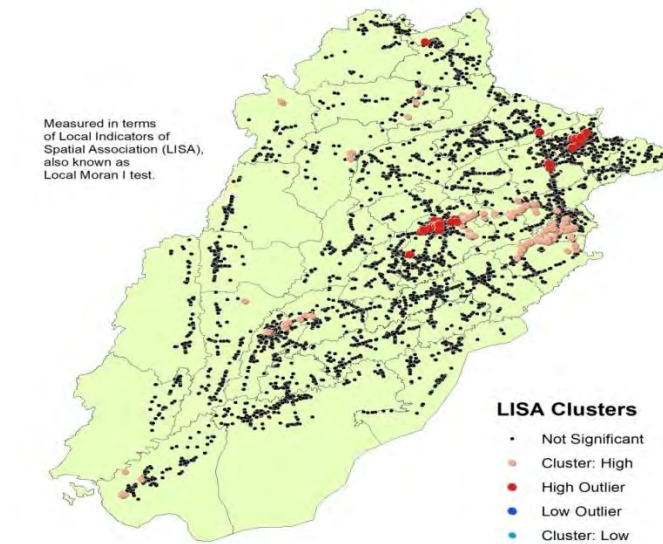 Measured in terms
of Local Indicators of
Spatial Association (LISA),
also known as
Local Moran I test.
LISA Clusters
Not Significant
Cluster: High
High Outlier
Low Outlier
Cluster: Low